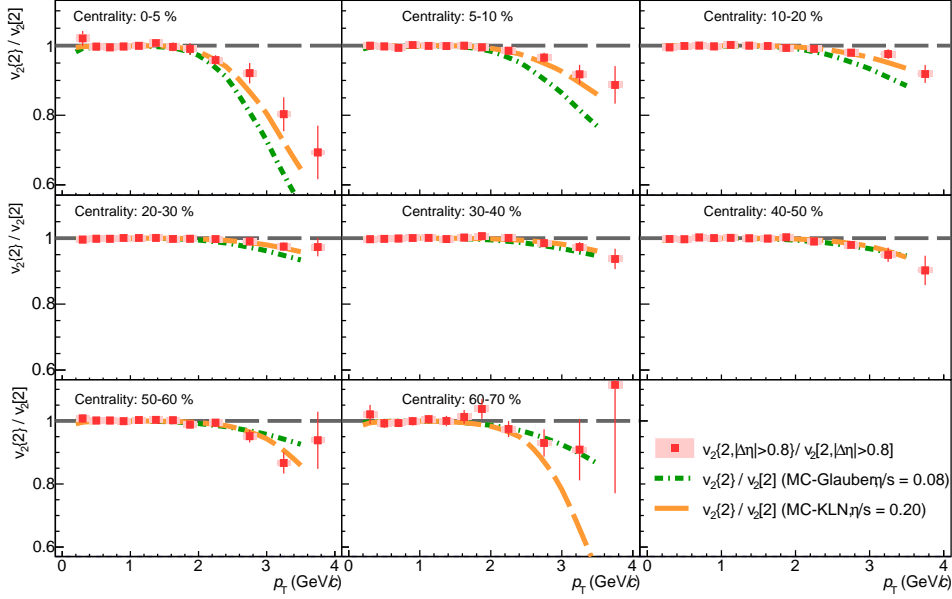 Centrality: 0-5 %
Centrality: 5-10 %
Centrality: 10-20 %
v₂{2} / v₂[2]
1
0.8
0.6
Centrality: 20-30 %
Centrality: 30-40 %
Centrality: 40-50 %
v₂{2} / v₂[2]
1
0.8
0.6
Centrality: 50-60 %
Centrality: 60-70 %
v₂{2} / v₂[2]
1
0.8
0.6
v₂{2,|Δη|>0.8}/ v₂[2,|Δη|>0.8]
v₂{2} / v₂[2] (MC-Glauberη/s = 0.08)
v₂{2} / v₂[2] (MC-KLN,η/s = 0.20)
0 1 2 3 4
0 1 2 3 4
0 1 2 3 4
p_T (GeV/c)
p_T (GeV/c)
p_T (GeV/c)